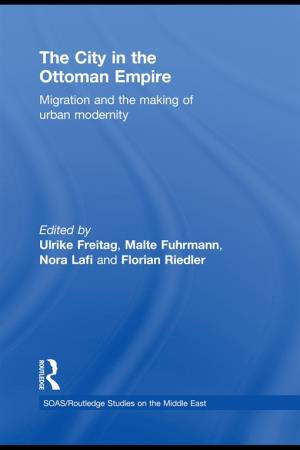 The City in the
Ottoman Empire
Migration and the making of
urban modernity
Edited by
Ulrike Freitag, Malte Fuhrmann,
Nora Lafi and Florian Riedler
ROUTLEDGE
SOAS/Routledge Studies on the Middle East